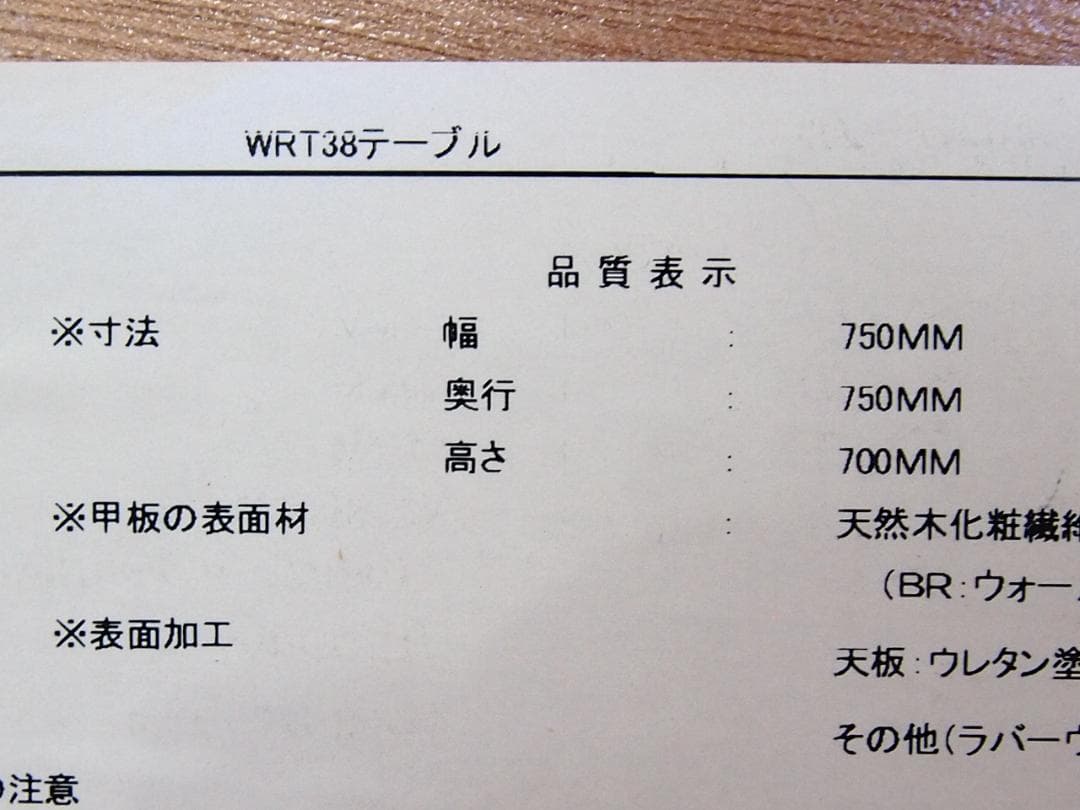 WRT38テーブル
品質表示
※寸法 幅 : 750MM
奥行 : 750MM
高さ : 700MM
※甲板の表面材 : 天然木化粧繊維
(BR:ウォー
※表面加工
天板:ウレタン塗
その他(ラバーウ
の注意